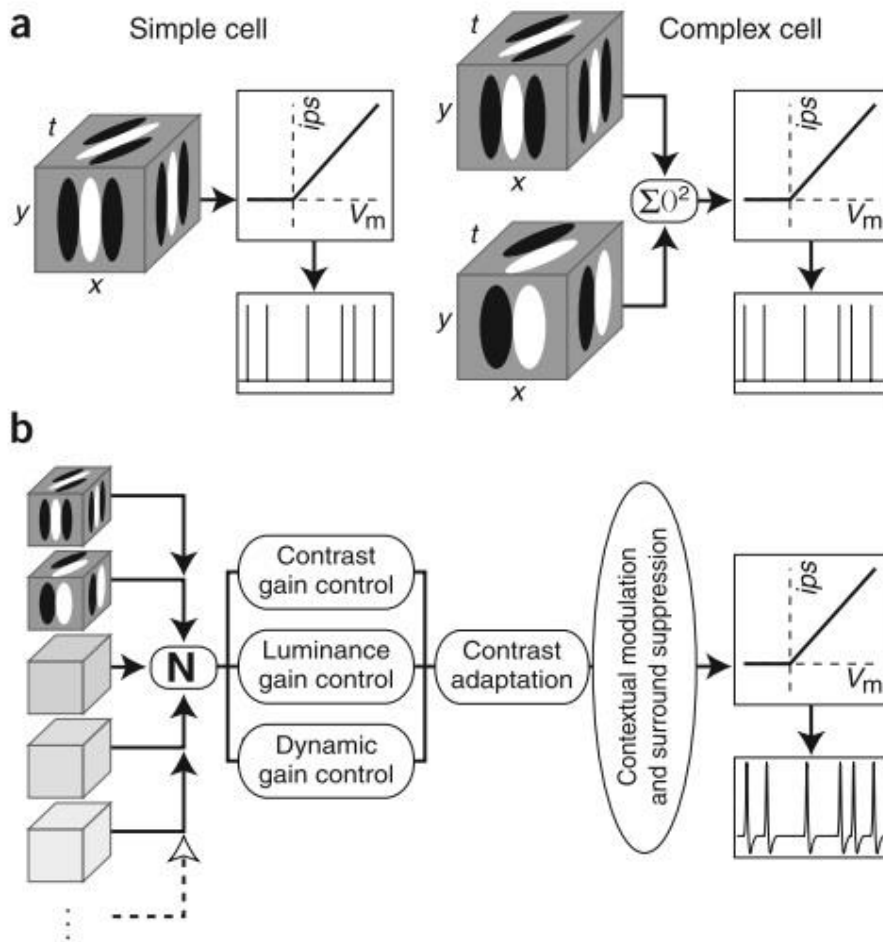 a
Simple cell
Complex cell
t
y
x
ips
Vm
t
y
x
t
y
x
Σ()²
ips
Vm
b
N
Contrast
gain control
Luminance
gain control
Dynamic
gain control
Contrast
adaptation
Contextual modulation
and surround suppression
ips
Vm